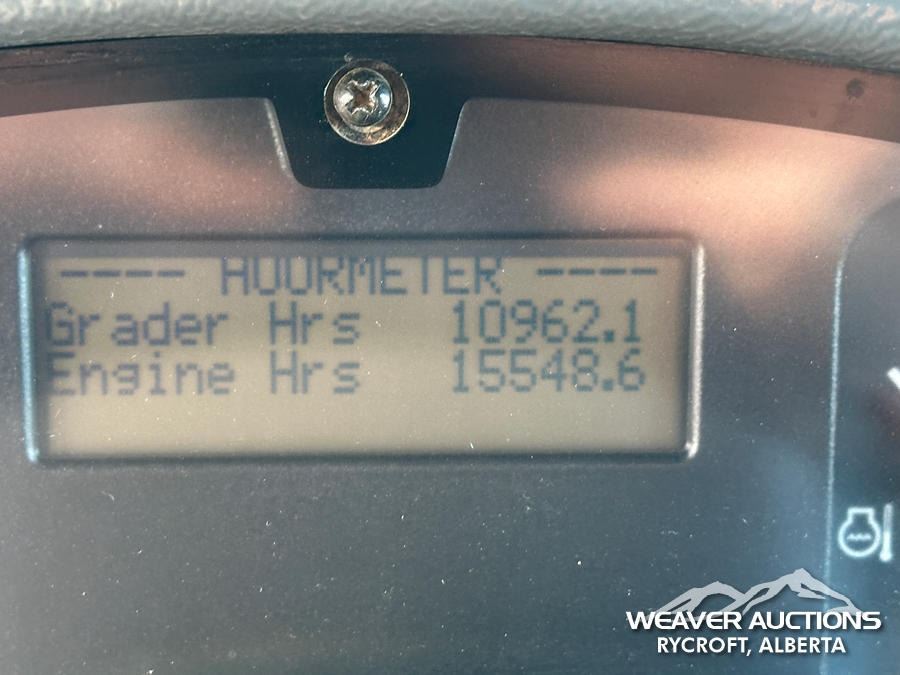 ---- HOURMETER ----
Grader Hrs 10962.1
Engine Hrs 15548.6
WEAVER AUCTIONS
RYCROFT, ALBERTA